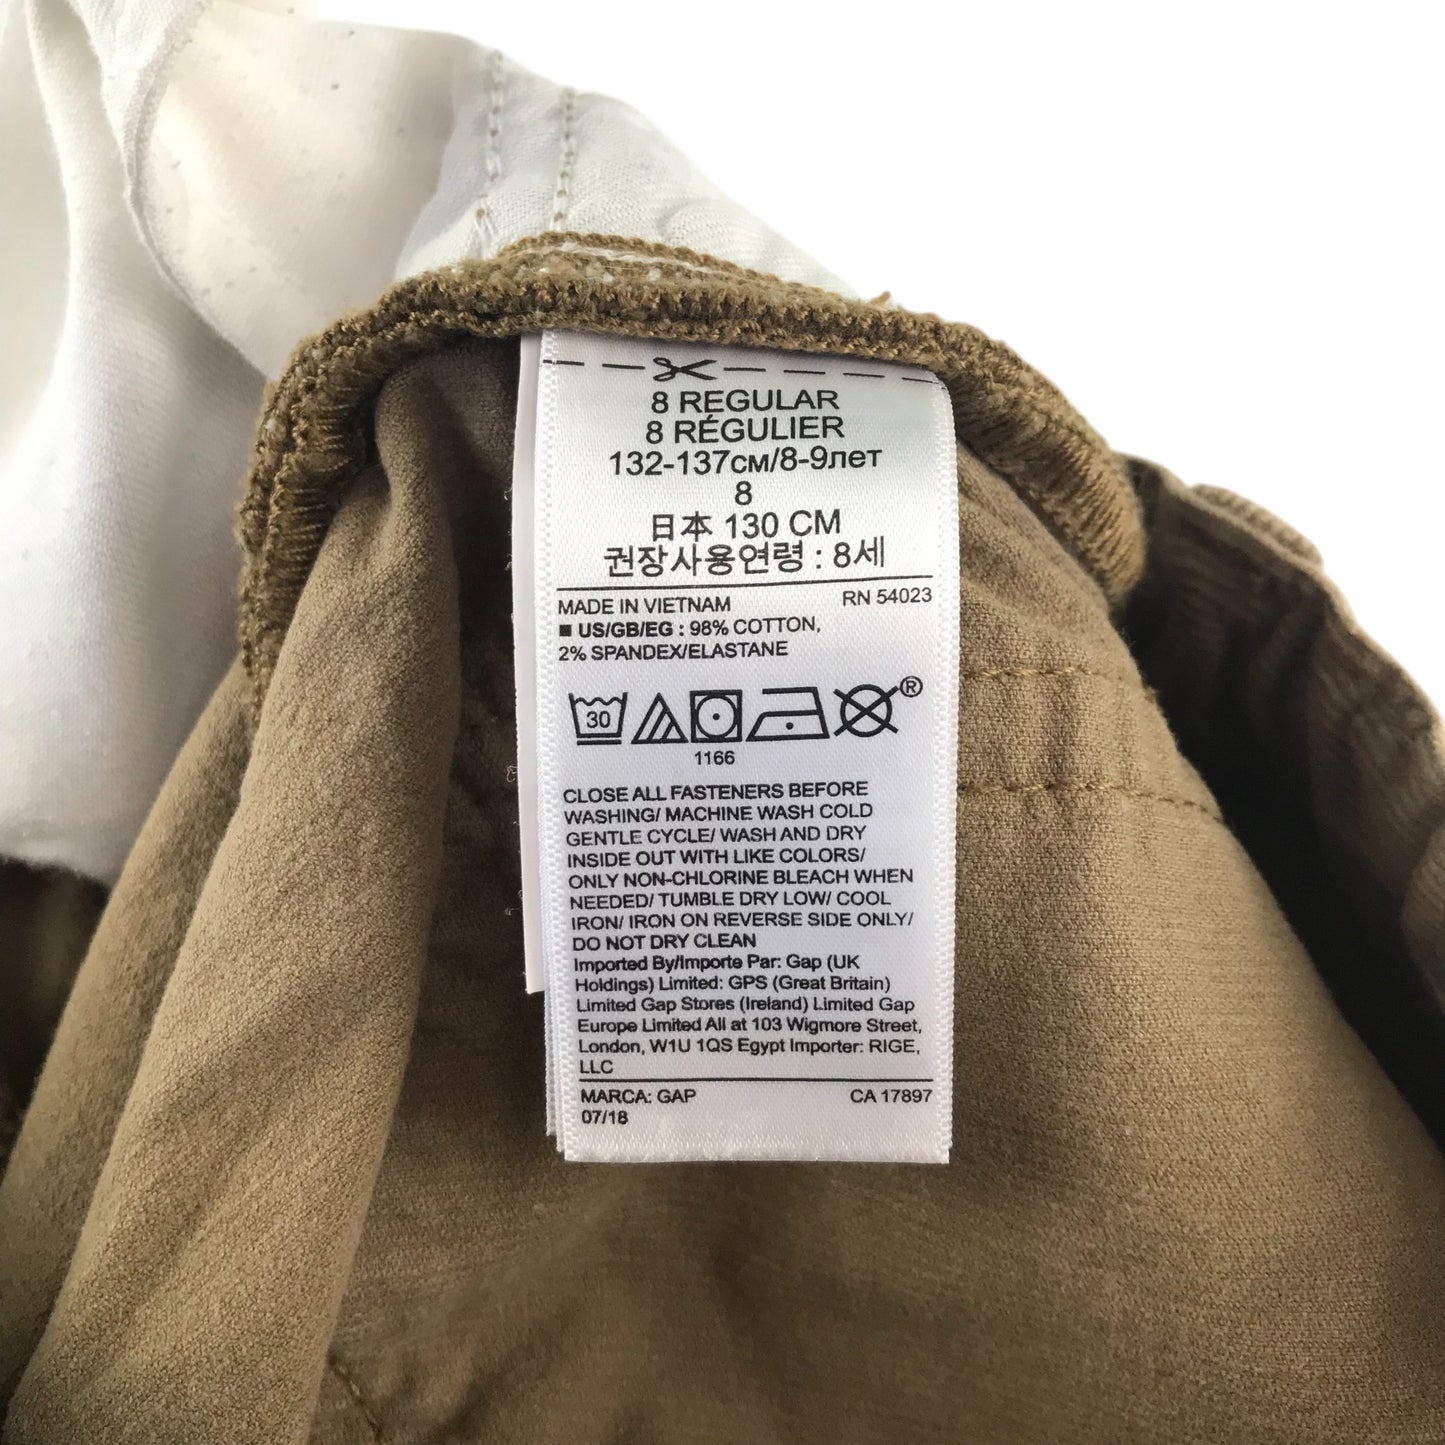 8 REGULAR
8 RÉGULIER
132-137см/8-9лет
8
日本 130 CM
권장사용연령 : 8세
MADE IN VIETNAM RN 54023
■ US/GB/EG : 98% COTTON,
2% SPANDEX/ELASTANE
30 ®
1166
CLOSE ALL FASTENERS BEFORE
WASHING/ MACHINE WASH COLD
GENTLE CYCLE/ WASH AND DRY
INSIDE OUT WITH LIKE COLORS/
ONLY NON-CHLORINE BLEACH WHEN
NEEDED/ TUMBLE DRY LOW/ COOL
IRON/ IRON ON REVERSE SIDE ONLY/
DO NOT DRY CLEAN
Imported By/Importe Par: Gap (UK
Holdings) Limited: GPS (Great Britain)
Limited Gap Stores (Ireland) Limited Gap
Europe Limited All at 103 Wigmore Street,
London, W1U 1QS Egypt Importer: RIGE,
LLC
MARCA: GAP CA 17897
07/18